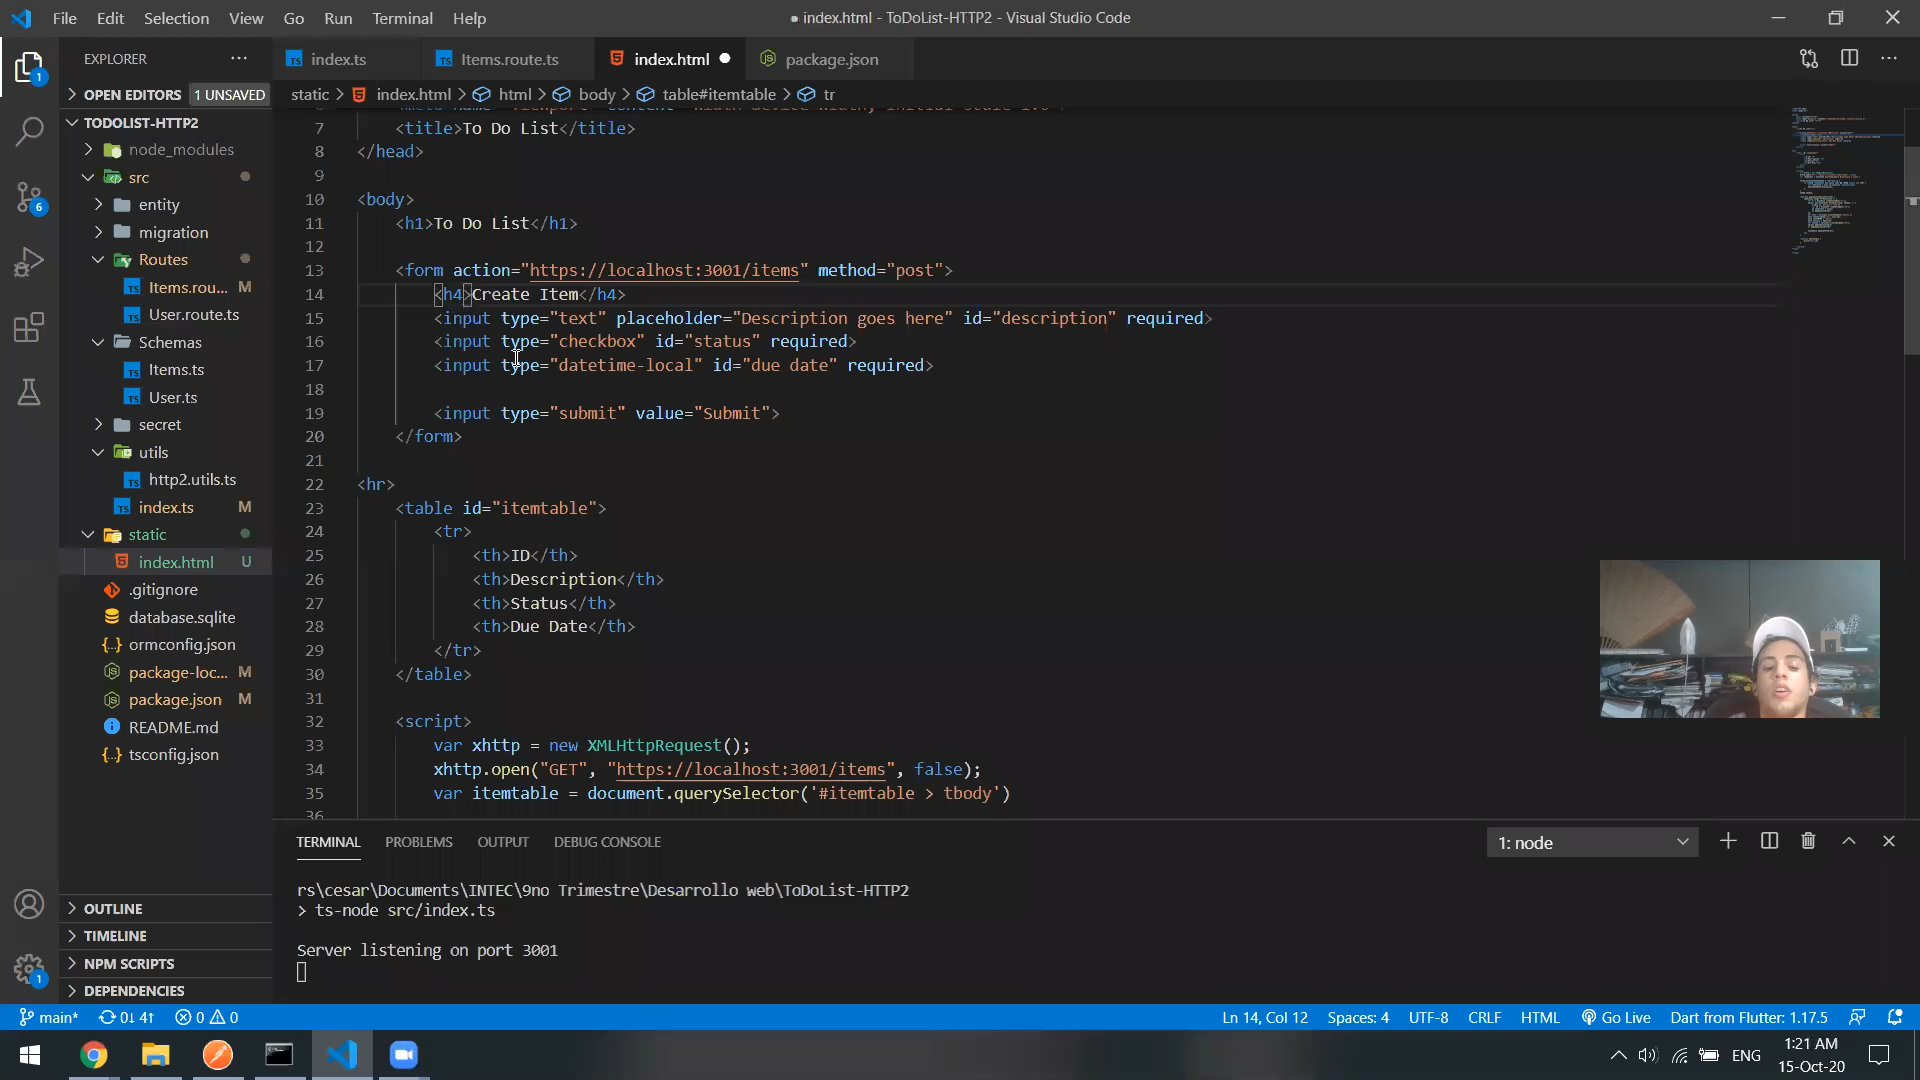 File Edit Selection View Go Run Terminal Help
● index.html - ToDoList-HTTP2 - Visual Studio Code
EXPLORER ···
TS index.ts
TS Items.route.ts
index.html
package.json
OPEN EDITORS 1 UNSAVED
static > index.html > html > body > table#itemtable > tr
TODOLIST-HTTP2
node_modules
src
entity
migration
Routes
TS Items.rou... M
TS User.route.ts
Schemas
TS Items.ts
TS User.ts
secret
utils
TS http2.utils.ts
TS index.ts M
static
index.html U
.gitignore
database.sqlite
{..} ormconfig.json
package-loc... M
package.json M
README.md
{..} tsconfig.json
OUTLINE
TIMELINE
NPM SCRIPTS
DEPENDENCIES
1
6
1
7 <title>To Do List</title>
8 </head>
9
10 <body>
11 <h1>To Do List</h1>
12
13 <form action="https://localhost:3001/items" method="post">
14 <h4>Create Item</h4>
15 <input type="text" placeholder="Description goes here" id="description" required>
16 <input type="checkbox" id="status" required>
17 <input type="datetime-local" id="due date" required>
18
19 <input type="submit" value="Submit">
20 </form>
21
22 <hr>
23 <table id="itemtable">
24 <tr>
25 <th>ID</th>
26 <th>Description</th>
27 <th>Status</th>
28 <th>Due Date</th>
29 </tr>
30 </table>
31
32 <script>
33 var xhttp = new XMLHttpRequest();
34 xhttp.open("GET", "https://localhost:3001/items", false);
35 var itemtable = document.querySelector('#itemtable > tbody')
36
TERMINAL PROBLEMS OUTPUT DEBUG CONSOLE
1: node
rs\cesar\Documents\INTEC\9no Trimestre\Desarrollo web\ToDoList-HTTP2
> ts-node src/index.ts
Server listening on port 3001
main* 0↓ 4↑ 0 0
Ln 14, Col 12 Spaces: 4 UTF-8 CRLF HTML Go Live Dart from Flutter: 1.17.5
ENG
1:21 AM
15-Oct-20